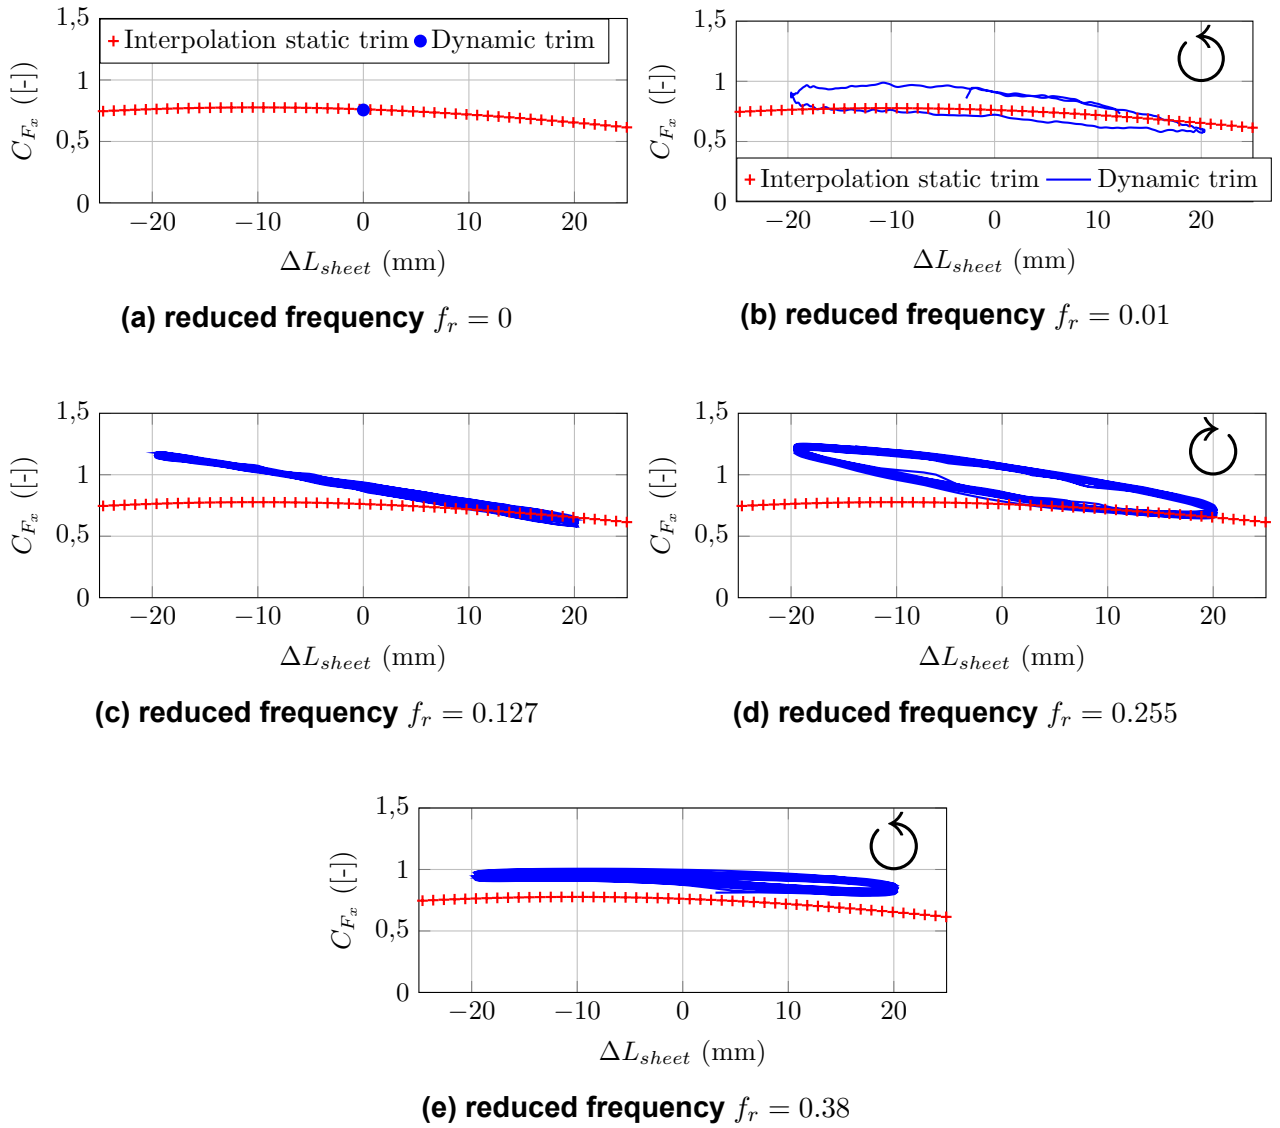 1,5
1
0,5
0
C_{F_x} ([-])
+ Interpolation static trim ● Dynamic trim
−20 −10 0 10 20
ΔL_{sheet} (mm)
(a) reduced frequency f_r = 0
1,5
1
0,5
0
C_{F_x} ([-])
+ Interpolation static trim — Dynamic trim
−20 −10 0 10 20
ΔL_{sheet} (mm)
(b) reduced frequency f_r = 0.01
1,5
1
0,5
0
C_{F_x} ([-])
−20 −10 0 10 20
ΔL_{sheet} (mm)
(c) reduced frequency f_r = 0.127
1,5
1
0,5
0
C_{F_x} ([-])
−20 −10 0 10 20
ΔL_{sheet} (mm)
(d) reduced frequency f_r = 0.255
1,5
1
0,5
0
C_{F_x} ([-])
−20 −10 0 10 20
ΔL_{sheet} (mm)
(e) reduced frequency f_r = 0.38